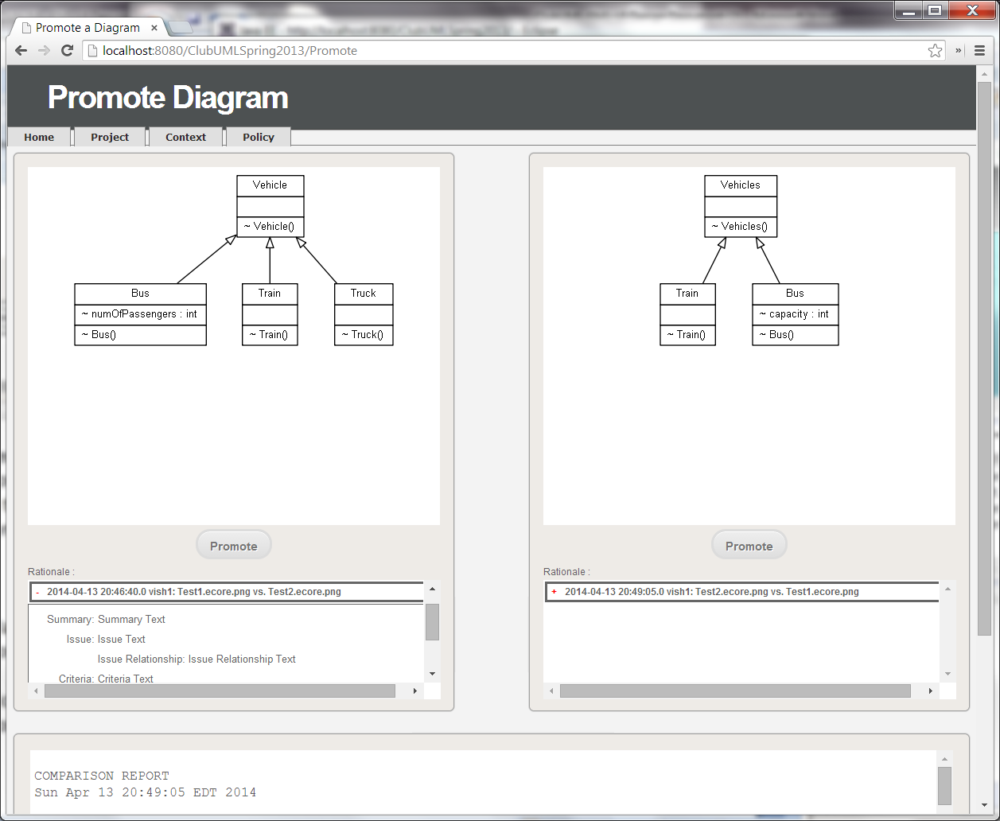 Promote a Diagram
localhost:8080/ClubUMLSpring2013/Promote
Promote Diagram
Home Project Context Policy
Vehicle
~ Vehicle()
Bus
~ numOfPassengers : int
~ Bus()
Train
~ Train()
Truck
~ Truck()
Promote
Rationale :
- 2014-04-13 20:46:40.0 vish1: Test1.ecore.png vs. Test2.ecore.png
Summary: Summary Text
Issue: Issue Text
Issue Relationship: Issue Relationship Text
Criteria: Criteria Text
Vehicles
~ Vehicles()
Train
~ Train()
Bus
~ capacity : int
~ Bus()
Promote
Rationale :
+ 2014-04-13 20:49:05.0 vish1: Test2.ecore.png vs. Test1.ecore.png
COMPARISON REPORT
Sun Apr 13 20:49:05 EDT 2014